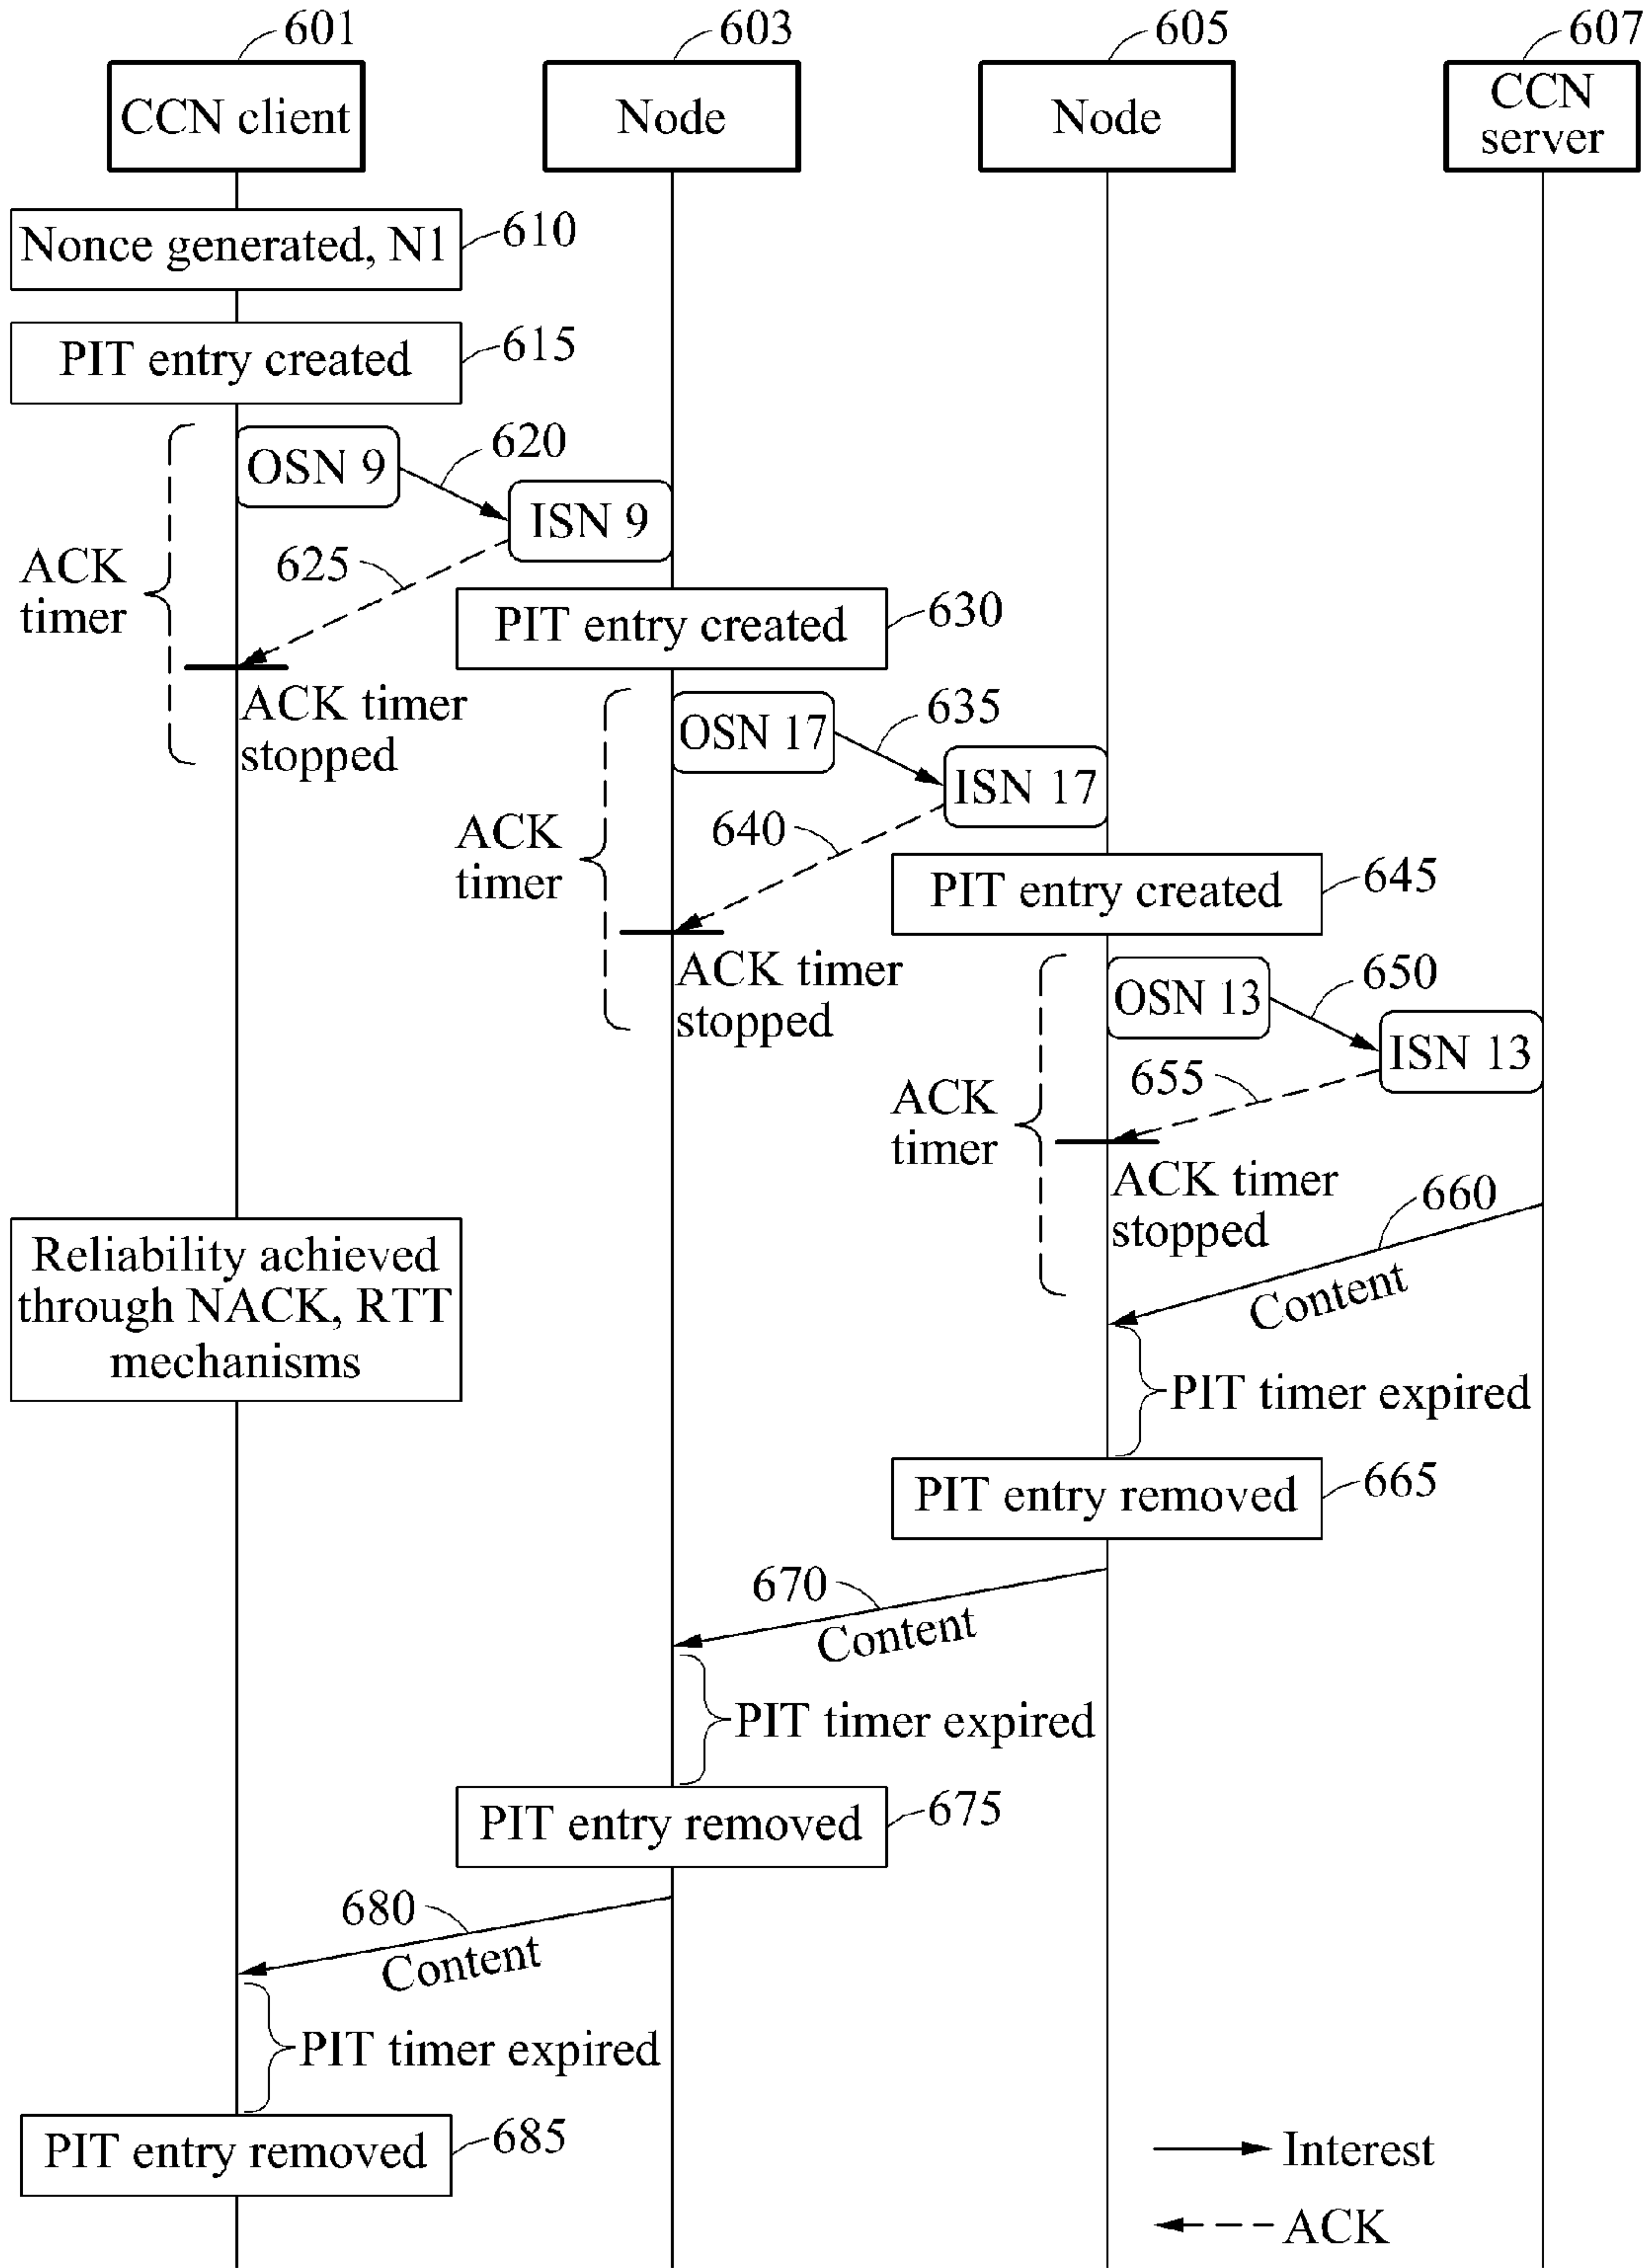 601
603
605
607
CCN client
Node
Node
CCN
server
Nonce generated, N1
610
PIT entry created
615
OSN 9
620
ISN 9
ACK
timer
625
PIT entry created
630
ACK timer
stopped
OSN 17
635
ISN 17
ACK
timer
640
PIT entry created
645
ACK timer
stopped
OSN 13
650
ISN 13
ACK
timer
655
ACK timer
stopped
660
Content
Reliability achieved
through NACK, RTT
mechanisms
PIT timer expired
PIT entry removed
665
670
Content
PIT timer expired
PIT entry removed
675
680
Content
PIT timer expired
PIT entry removed
685
Interest
ACK